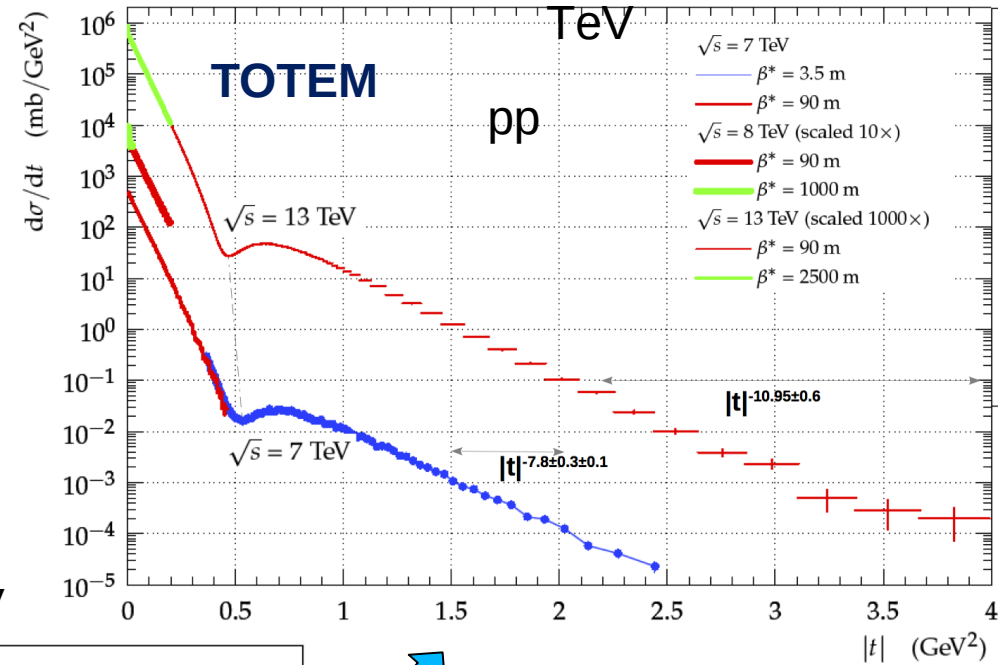 TeV
TOTEM
pp
dσ/dt (mb/GeV²)
10⁶
10⁵
10⁴
10³
10²
10¹
10⁰
10⁻¹
10⁻²
10⁻³
10⁻⁴
10⁻⁵
√s = 7 TeV
β* = 3.5 m
β* = 90 m
√s = 8 TeV (scaled 10×)
β* = 90 m
β* = 1000 m
√s = 13 TeV (scaled 1000×)
β* = 90 m
β* = 2500 m
√s = 13 TeV
|t|⁻¹⁰·⁹⁵±⁰·⁶
√s = 7 TeV
|t|⁻⁷·⁸±⁰·³±⁰·¹
0 0.5 1 1.5 2 2.5 3 3.5 4
|t| (GeV²)